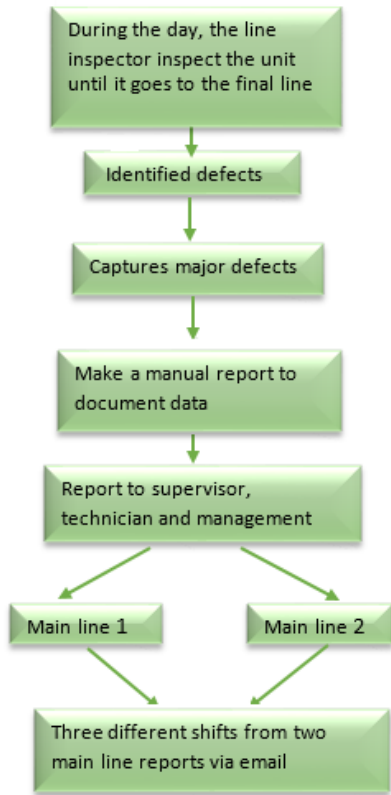 During the day, the line
inspector inspect the unit
until it goes to the final line
Identified defects
Captures major defects
Make a manual report to
document data
Report to supervisor,
technician and management
Main line 1
Main line 2
Three different shifts from two
main line reports via email